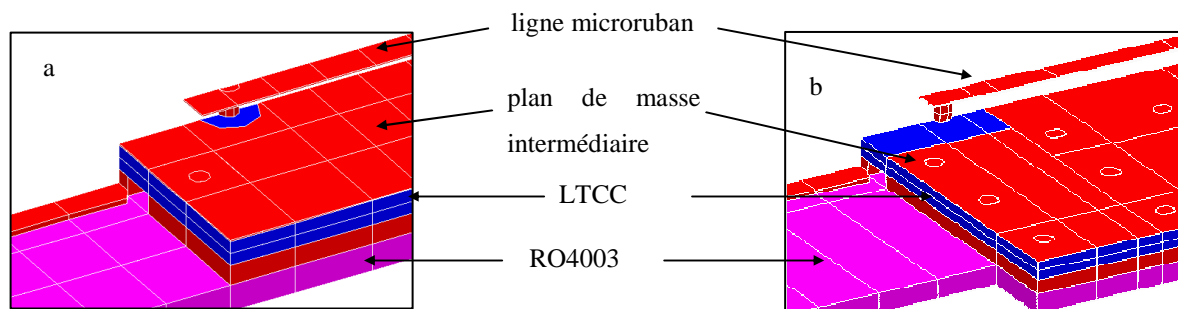 ligne microruban
a
b
plan de masse
intermédiaire
LTCC
RO4003